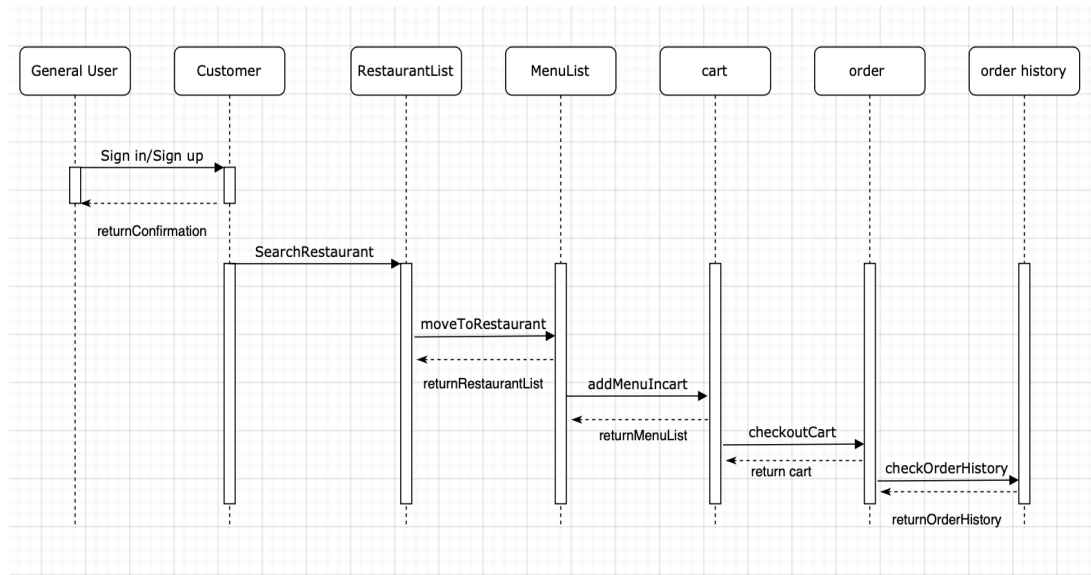 General User
Customer
RestaurantList
MenuList
cart
order
order history
Sign in/Sign up
returnConfirmation
SearchRestaurant
moveToRestaurant
returnRestaurantList
addMenuIncart
returnMenuList
checkoutCart
return cart
checkOrderHistory
returnOrderHistory